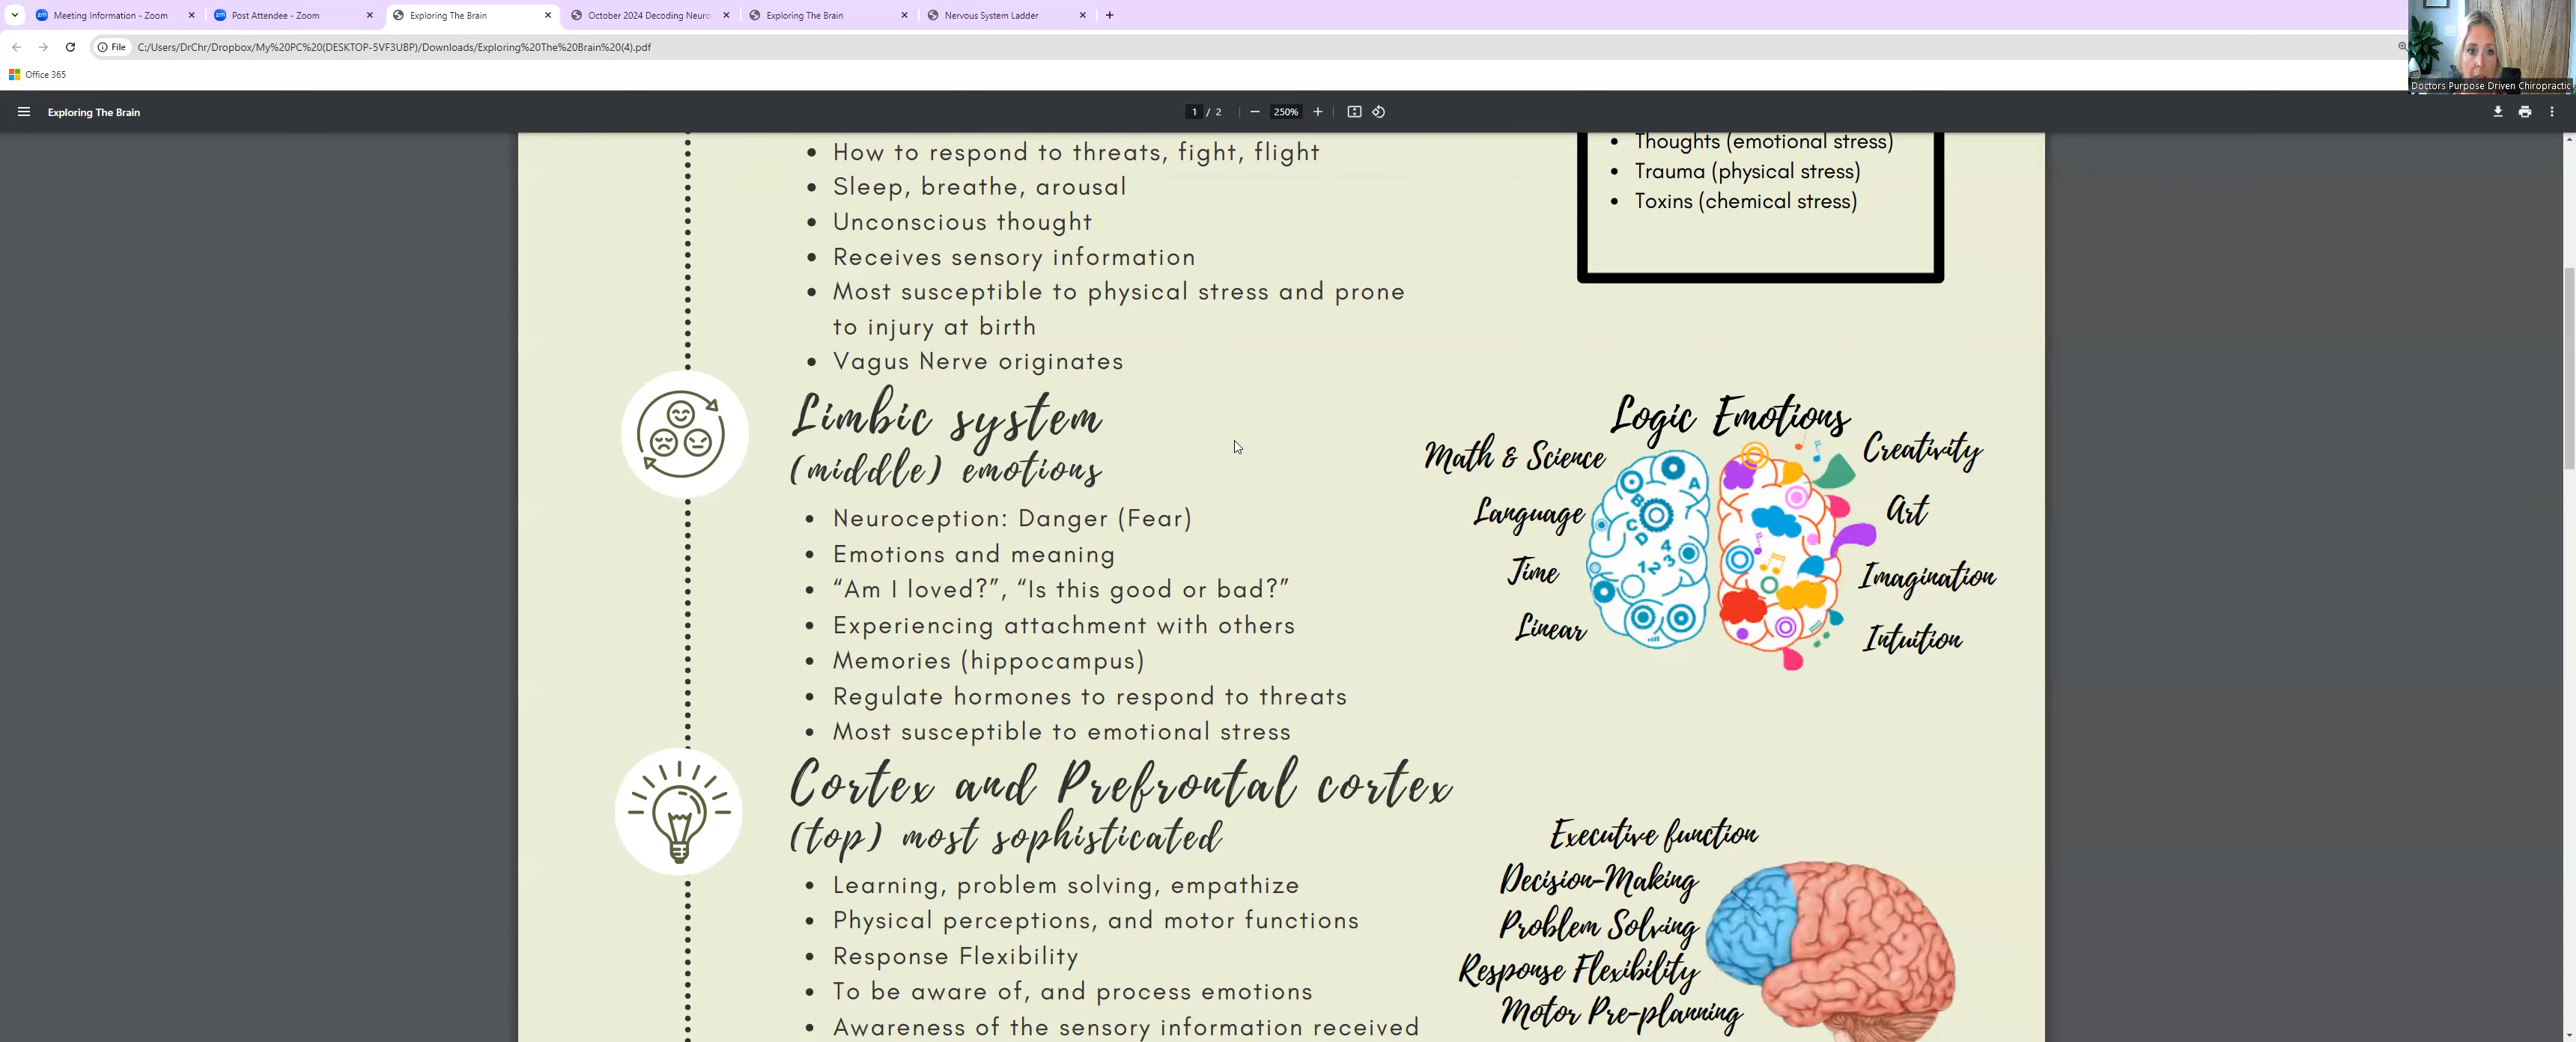 Meeting Information - Zoom
Post Attendee - Zoom
Exploring The Brain
October 2024 Decoding Neuro
Exploring The Brain
Nervous System Ladder
File
C:/Users/DrChr/Dropbox/My%20PC%20(DESKTOP-5VF3UBP)/Downloads/Exploring%20The%20Brain%20(4).pdf
Office 365
Doctors Purpose Driven Chiropractic
Exploring The Brain
1 / 2
250%
• How to respond to threats, fight, flight
• Sleep, breathe, arousal
• Unconscious thought
• Receives sensory information
• Most susceptible to physical stress and prone
to injury at birth
• Vagus Nerve originates
• Thoughts (emotional stress)
• Trauma (physical stress)
• Toxins (chemical stress)
Limbic system
(middle) emotions
• Neuroception: Danger (Fear)
• Emotions and meaning
• “Am I loved?”, “Is this good or bad?”
• Experiencing attachment with others
• Memories (hippocampus)
• Regulate hormones to respond to threats
• Most susceptible to emotional stress
Logic Emotions
Math & Science
Language
Time
Linear
A
B
C
D
4
1 2 3
Creativity
Art
Imagination
Intuition
Cortex and Prefrontal cortex
(top) most sophisticated
• Learning, problem solving, empathize
• Physical perceptions, and motor functions
• Response Flexibility
• To be aware of, and process emotions
• Awareness of the sensory information received
Executive function
Decision-Making
Problem Solving
Response Flexibility
Motor Pre-planning